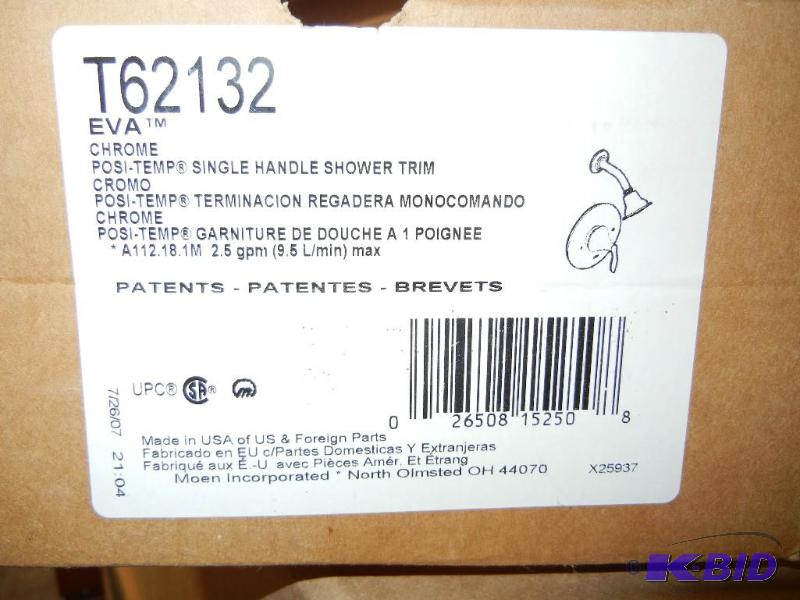 T62132
EVA™
CHROME
POSI-TEMP® SINGLE HANDLE SHOWER TRIM
CROMO
POSI-TEMP® TERMINACION REGADERA MONOCOMANDO
CHROME
POSI-TEMP® GARNITURE DE DOUCHE A 1 POIGNEE
* A112.18.1M 2.5 gpm (9.5 L/min) max
PATENTS - PATENTES - BREVETS
7/26/07 21:04
UPC® SA®
0 26508 15250 8
Made in USA of US & Foreign Parts
Fabricado en EU c/Partes Domesticas Y Extranjeras
Fabriqué aux É.-U. avec Pièces Amér. Et Étrang
Moen Incorporated * North Olmsted OH 44070
X25937
© K-BID